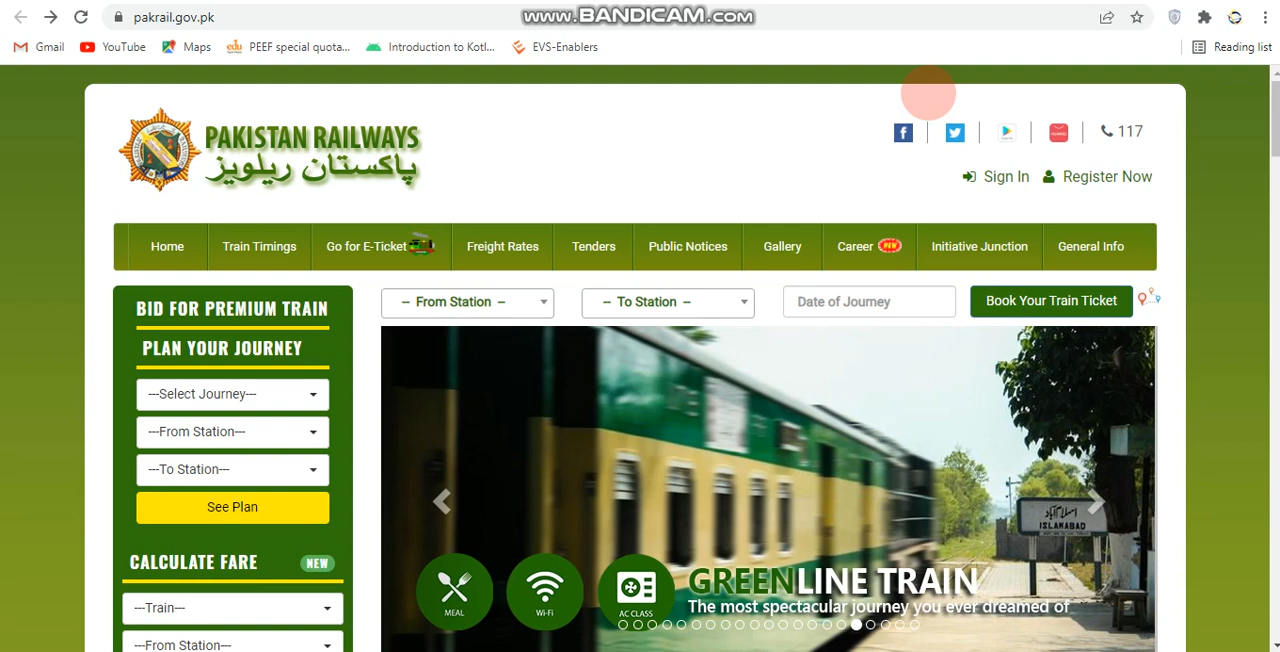 pakrail.gov.pk
www.BANDICAM.com
Gmail
YouTube
Maps
PEEF special quota...
Introduction to Kotl...
EVS-Enablers
Reading list
PAKISTAN RAILWAYS
پاکستان ریلویز
117
Sign In
Register Now
Home
Train Timings
Go for E-Ticket
Freight Rates
Tenders
Public Notices
Gallery
Career NEW
Initiative Junction
General Info
BID FOR PREMIUM TRAIN
PLAN YOUR JOURNEY
---Select Journey---
---From Station---
---To Station---
See Plan
CALCULATE FARE NEW
---Train---
---From Station---
-- From Station --
-- To Station --
Date of Journey
Book Your Train Ticket
اسلام آباد
ISLAMABAD
MEAL
Wi-Fi
AC CLASS
GREENLINE TRAIN
The most spectacular journey you ever dreamed of